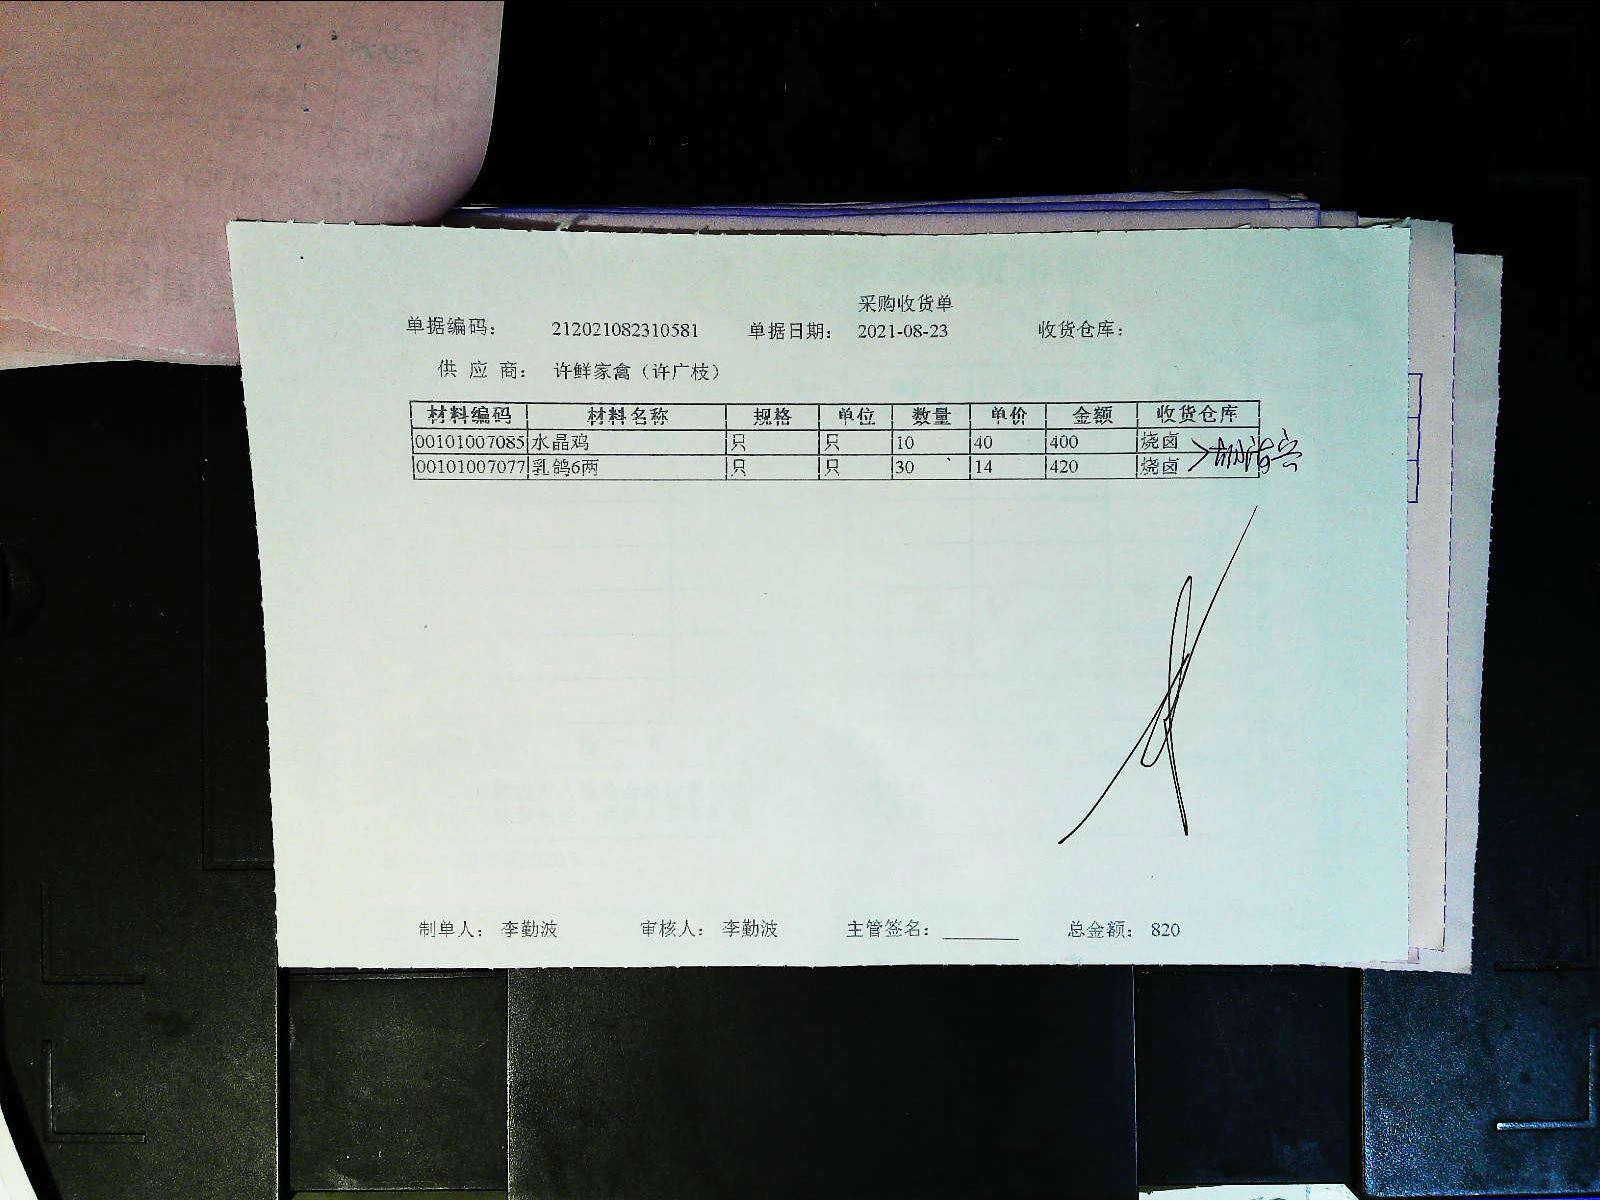 采购收货单
单据编码: 212021082310581 单据日期: 2021-08-23 收货仓库:
供应商: 许鲜家禽（许广枝）
材料编码 材料名称 规格 单位 数量 单价 金额 收货仓库
00101007085 水晶鸡 只 只 10 40 400 烧卤
00101007077 乳鸽6两 只 只 30 14 420 烧卤
制单人: 李勤波 审核人: 李勤波 主管签名: 总金额: 820